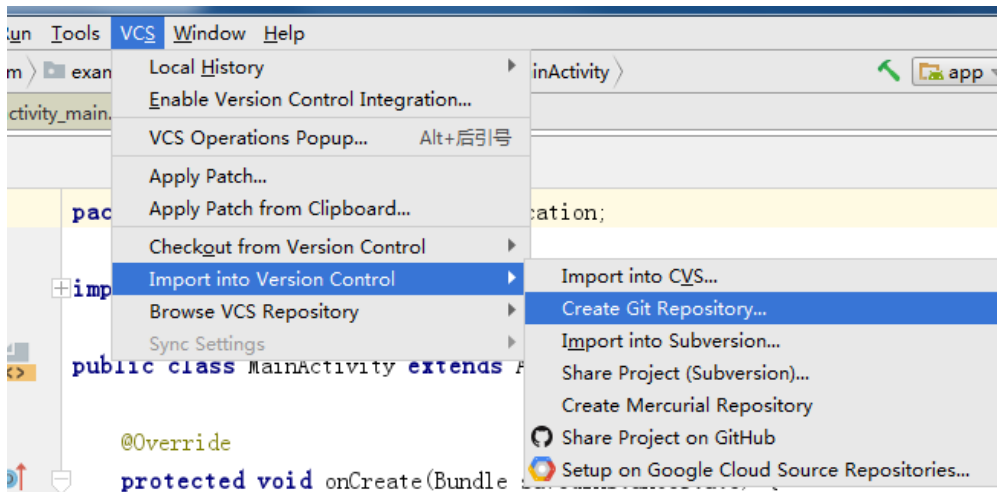 Run Tools VCS Window Help
m exam inActivity app
ctivity_main.
Local History
Enable Version Control Integration...
VCS Operations Popup... Alt+后引号
Apply Patch...
Apply Patch from Clipboard...
pac cation;
Checkout from Version Control
Import into Version Control
imp
Import into CVS...
Browse VCS Repository
Create Git Repository...
Sync Settings
Import into Subversion...
public class MainActivity extends A
Share Project (Subversion)...
Create Mercurial Repository
@Override
Share Project on GitHub
Setup on Google Cloud Source Repositories...
protected void onCreate(Bundle